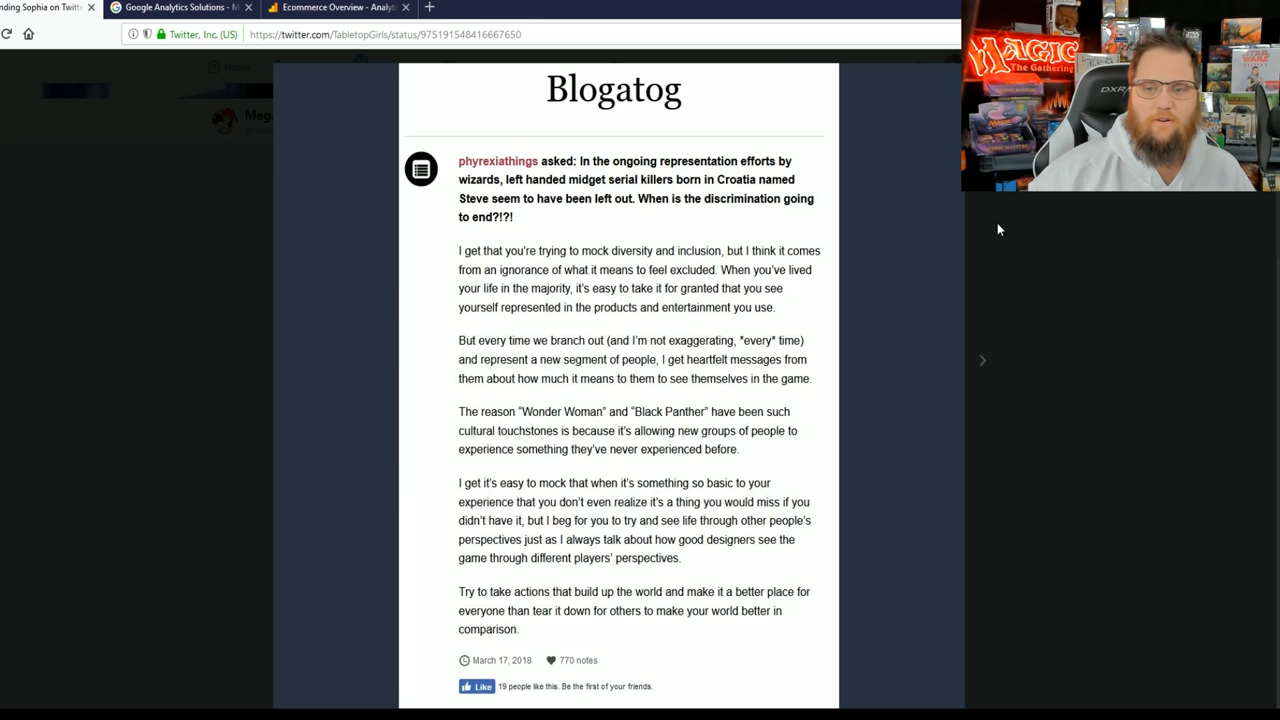 nding Sophia on Twitte
Google Analytics Solutions - M
Ecommerce Overview - Analyti
Twitter, Inc. (US)
https://twitter.com/TabletopGirls/status/975191548416667650
Home
Mega
Blogatog
phyrexiathings asked: In the ongoing representation efforts by
wizards, left handed midget serial killers born in Croatia named
Steve seem to have been left out. When is the discrimination going
to end?!?!
I get that you're trying to mock diversity and inclusion, but I think it comes
from an ignorance of what it means to feel excluded. When you've lived
your life in the majority, it's easy to take it for granted that you see
yourself represented in the products and entertainment you use.
But every time we branch out (and I'm not exaggerating, *every* time)
and represent a new segment of people, I get heartfelt messages from
them about how much it means to them to see themselves in the game.
The reason “Wonder Woman” and “Black Panther” have been such
cultural touchstones is because it's allowing new groups of people to
experience something they've never experienced before.
I get it's easy to mock that when it's something so basic to your
experience that you don't even realize it's a thing you would miss if you
didn't have it, but I beg for you to try and see life through other people's
perspectives just as I always talk about how good designers see the
game through different players' perspectives.
Try to take actions that build up the world and make it a better place for
everyone than tear it down for others to make your world better in
comparison.
March 17, 2018 770 notes
Like 19 people like this. Be the first of your friends.
MAGIC
The Gathering
DXR
STAR
WARS